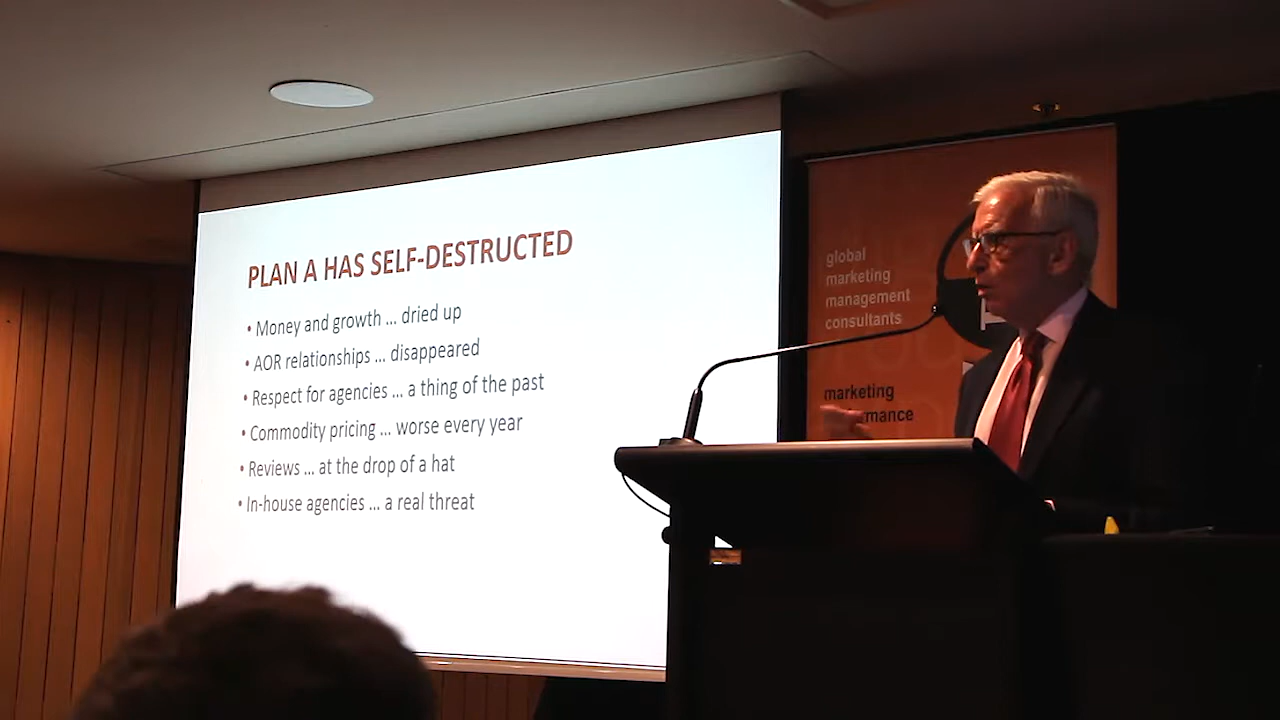 PLAN A HAS SELF-DESTRUCTED
• Money and growth ... dried up
• AOR relationships ... disappeared
• Respect for agencies ... a thing of the past
• Commodity pricing ... worse every year
• Reviews ... at the drop of a hat
• In-house agencies ... a real threat
global
marketing
management
consultants
marketing